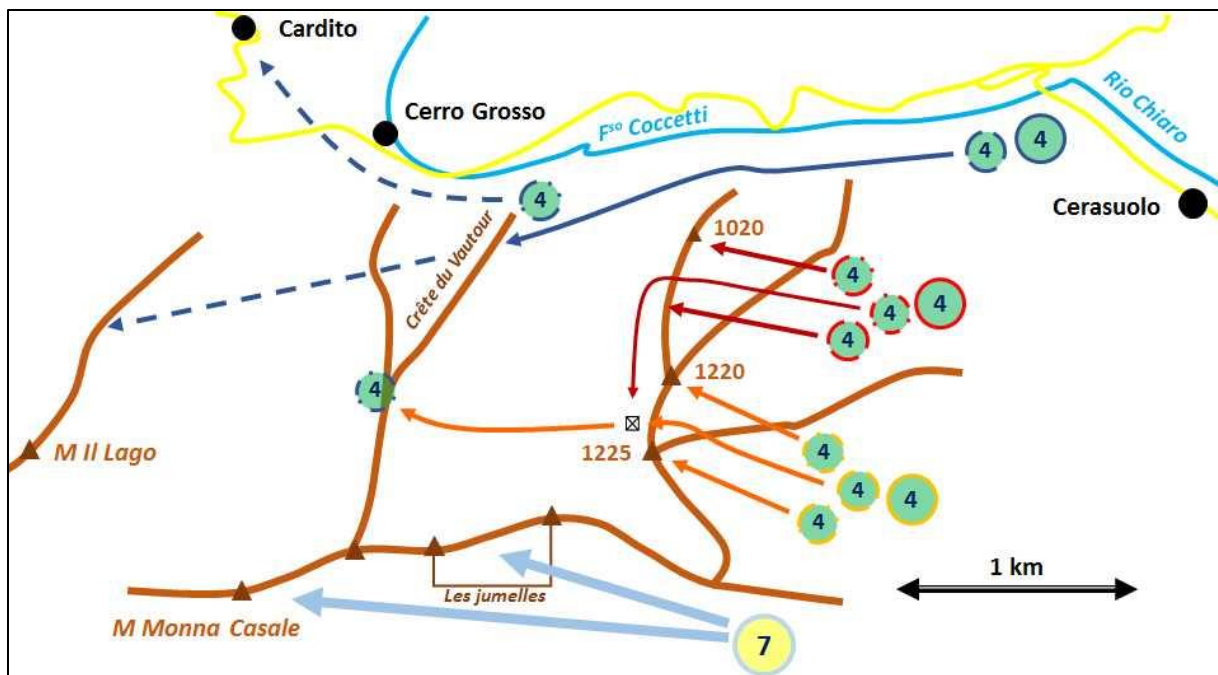 Cardito
Cerro Grosso
Fso Coccetti
Rio Chiaro
4
4
Cerasuolo
4
Crête du Vautour
1020
4
4
4
4
1220
4
M Il Lago
1225
4
4
4
4
1 km
Les jumelles
M Monna Casale
7